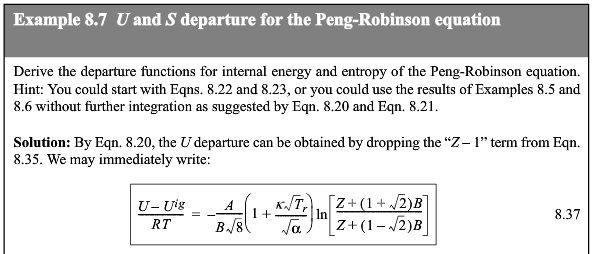 Example 8.7 U and S departure for the Peng-Robinson equation
Derive the departure functions for internal energy and entropy of the Peng-Robinson equation.
Hint: You could start with Eqns. 8.22 and 8.23, or you could use the results of Examples 8.5 and
8.6 without further integration as suggested by Eqn. 8.20 and Eqn. 8.21.
Solution: By Eqn. 8.20, the U departure can be obtained by dropping the “Z – 1” term from Eqn.
8.35. We may immediately write:
(U – U^ig)/RT = –A/(B√8) (1 + κ√T_r/√α) ln[(Z + (1 + √2)B)/(Z + (1 – √2)B)] 8.37